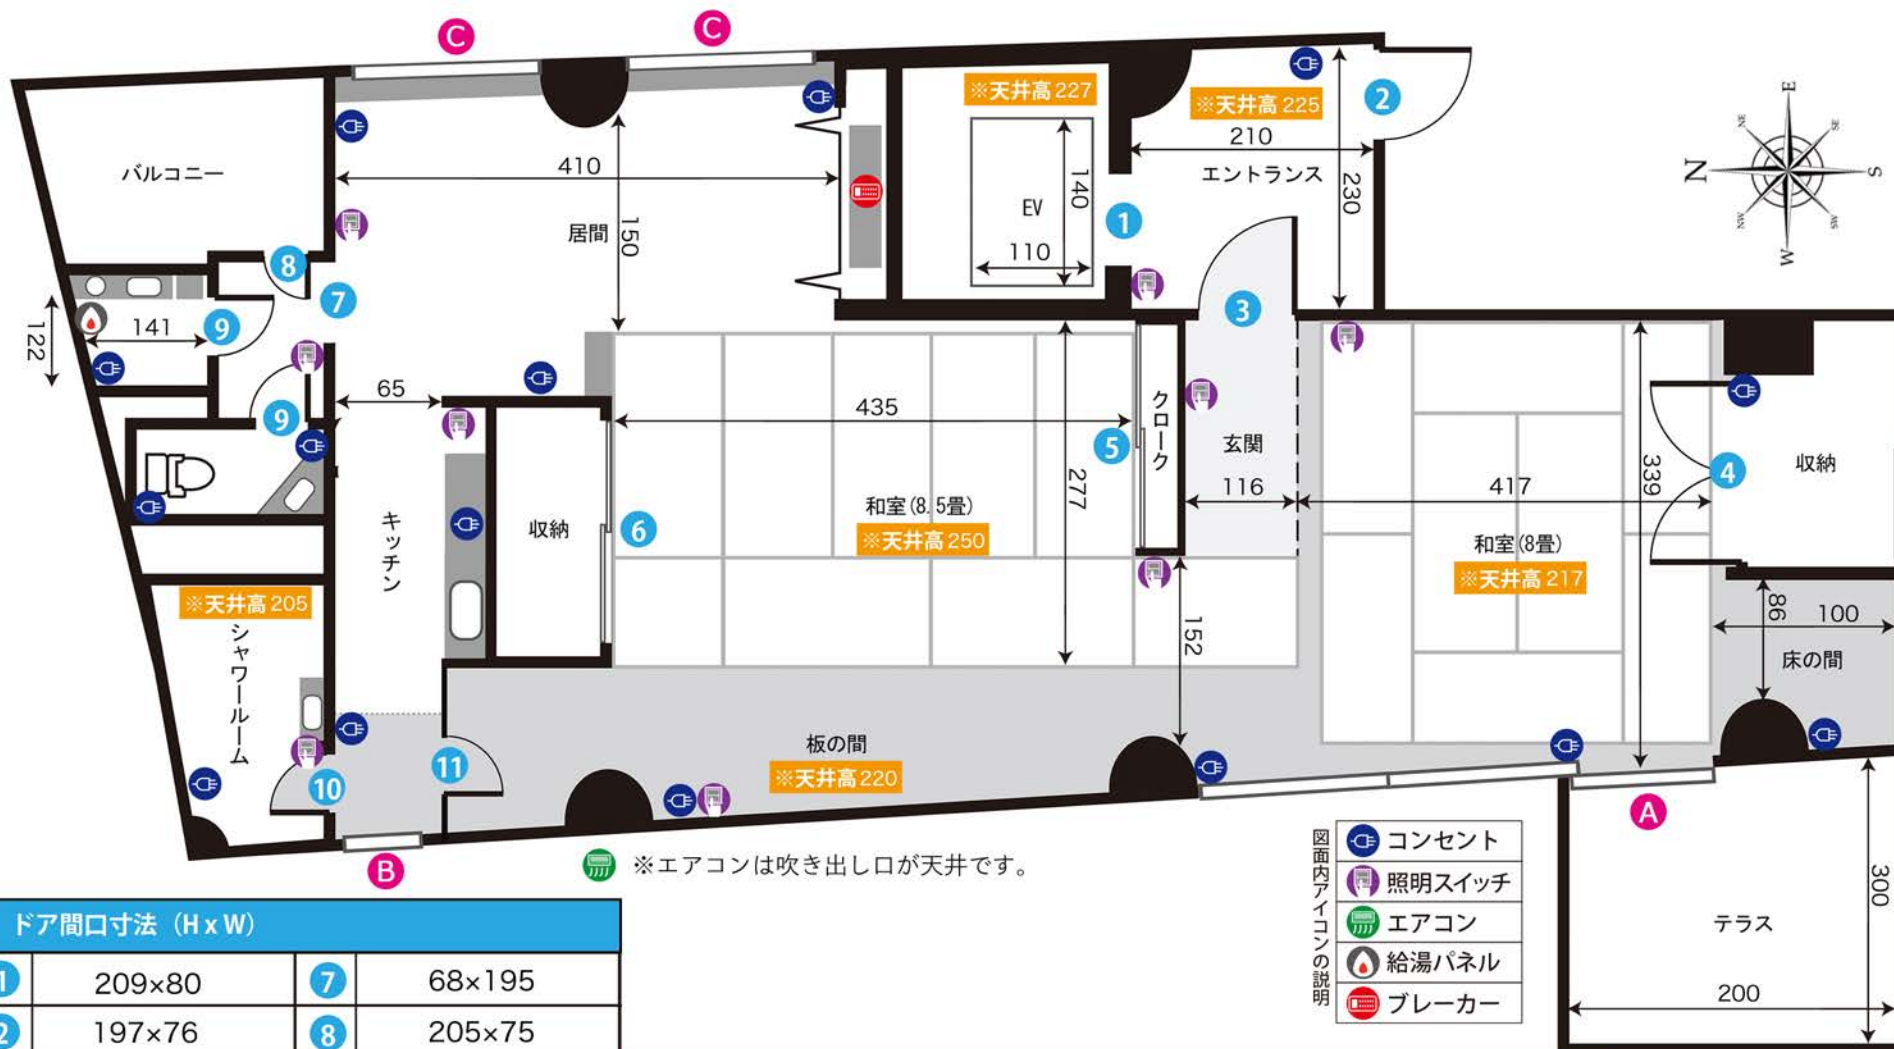 C
C
※天井高227
※天井高225
2
E
NE
SE
N
S
NW
SW
W
バルコニー
410
居間
150
EV
140
110
1
210
エントランス
230
8
7
9
141
122
3
65
9
435
5
クローク
277
玄関
116
417
339
4
収納
キッチン
収納
6
和室(8.5畳)
※天井高250
和室(8畳)
※天井高217
152
86
100
床の間
※天井高205
シャワールーム
10
11
板の間
※天井高220
A
B
※エアコンは吹き出し口が天井です。
図面内アイコンの説明
コンセント
照明スイッチ
エアコン
給湯パネル
ブレーカー
テラス
300
200
ドア間口寸法（H x W）
1 209×80 7 68×195
2 197×76 8 205×75